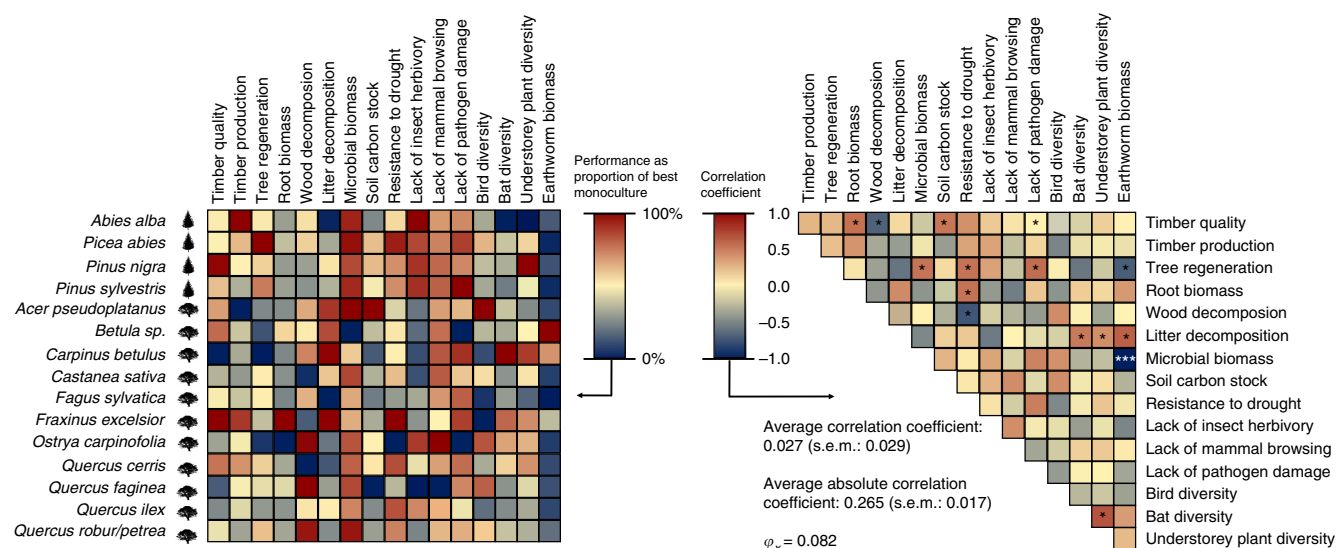 Timber quality
Timber production
Tree regeneration
Root biomass
Wood decomposition
Litter decomposition
Microbial biomass
Soil carbon stock
Resistance to drought
Lack of insect herbivory
Lack of mammal browsing
Lack of pathogen damage
Bird diversity
Bat diversity
Understorey plant diversity
Earthworm biomass
Abies alba
Picea abies
Pinus nigra
Pinus sylvestris
Acer pseudoplatanus
Betula sp.
Carpinus betulus
Castanea sativa
Fagus sylvatica
Fraxinus excelsior
Ostrya carpinofolia
Quercus cerris
Quercus faginea
Quercus ilex
Quercus robur/petrea
Performance as
proportion of best
monoculture
100%
0%
Correlation
coefficient
1.0
0.5
0.0
–0.5
–1.0
Timber production
Tree regeneration
Root biomass
Wood decomposion
Litter decomposition
Microbial biomass
Soil carbon stock
Resistance to drought
Lack of insect herbivory
Lack of mammal browsing
Lack of pathogen damage
Bird diversity
Bat diversity
Understorey plant diversity
Earthworm biomass
* * * * Timber quality
Timber production
* * * * Tree regeneration
* Root biomass
* Wood decomposion
* * * Litter decomposition
*** Microbial biomass
Soil carbon stock
Resistance to drought
Lack of insect herbivory
Lack of mammal browsing
Lack of pathogen damage
Bird diversity
* Bat diversity
Understorey plant diversity
Average correlation coefficient:
0.027 (s.e.m.: 0.029)
Average absolute correlation
coefficient: 0.265 (s.e.m.: 0.017)
φx = 0.082